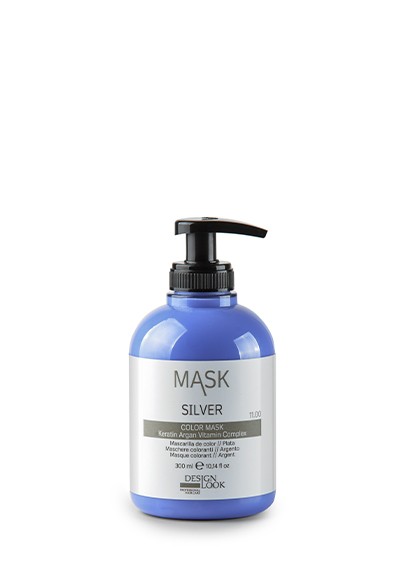 MASK
SILVER
11.00
COLOR MASK
Keratin Argan Vitamin Complex
Mascarilla de color // Plata
Maschere coloranti // Argento
Masque colorant // Argent
300 ml e 10,14 fl oz
DESIGN
LOOK